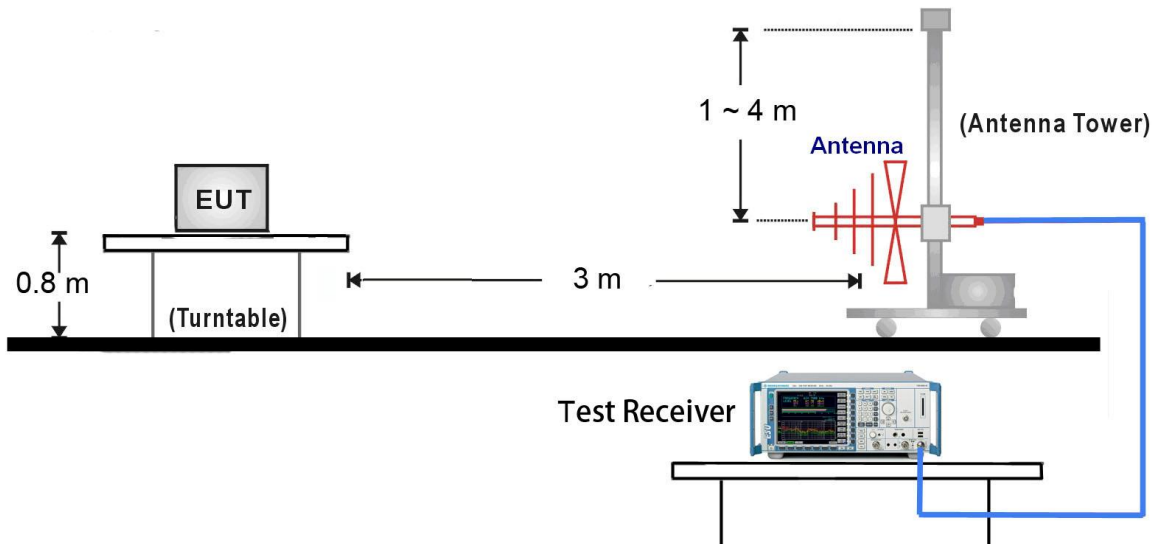 1 ~ 4 m
(Antenna Tower)
Antenna
EUT
0.8 m
3 m
(Turntable)
Test Receiver